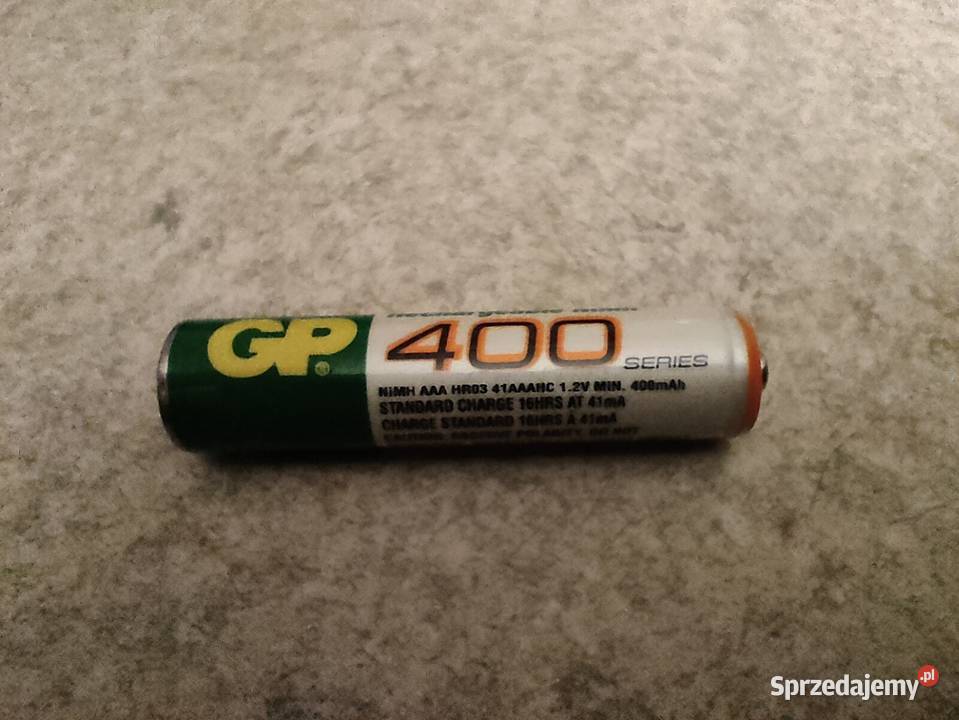 GP
400 SERIES
NiMH AAA HR03 41AAAHC 1.2V MIN. 400mAh
STANDARD CHARGE 16HRS AT 41mA
CHARGE STANDARD 16HRS À 41mA
Sprzedajemy.pl